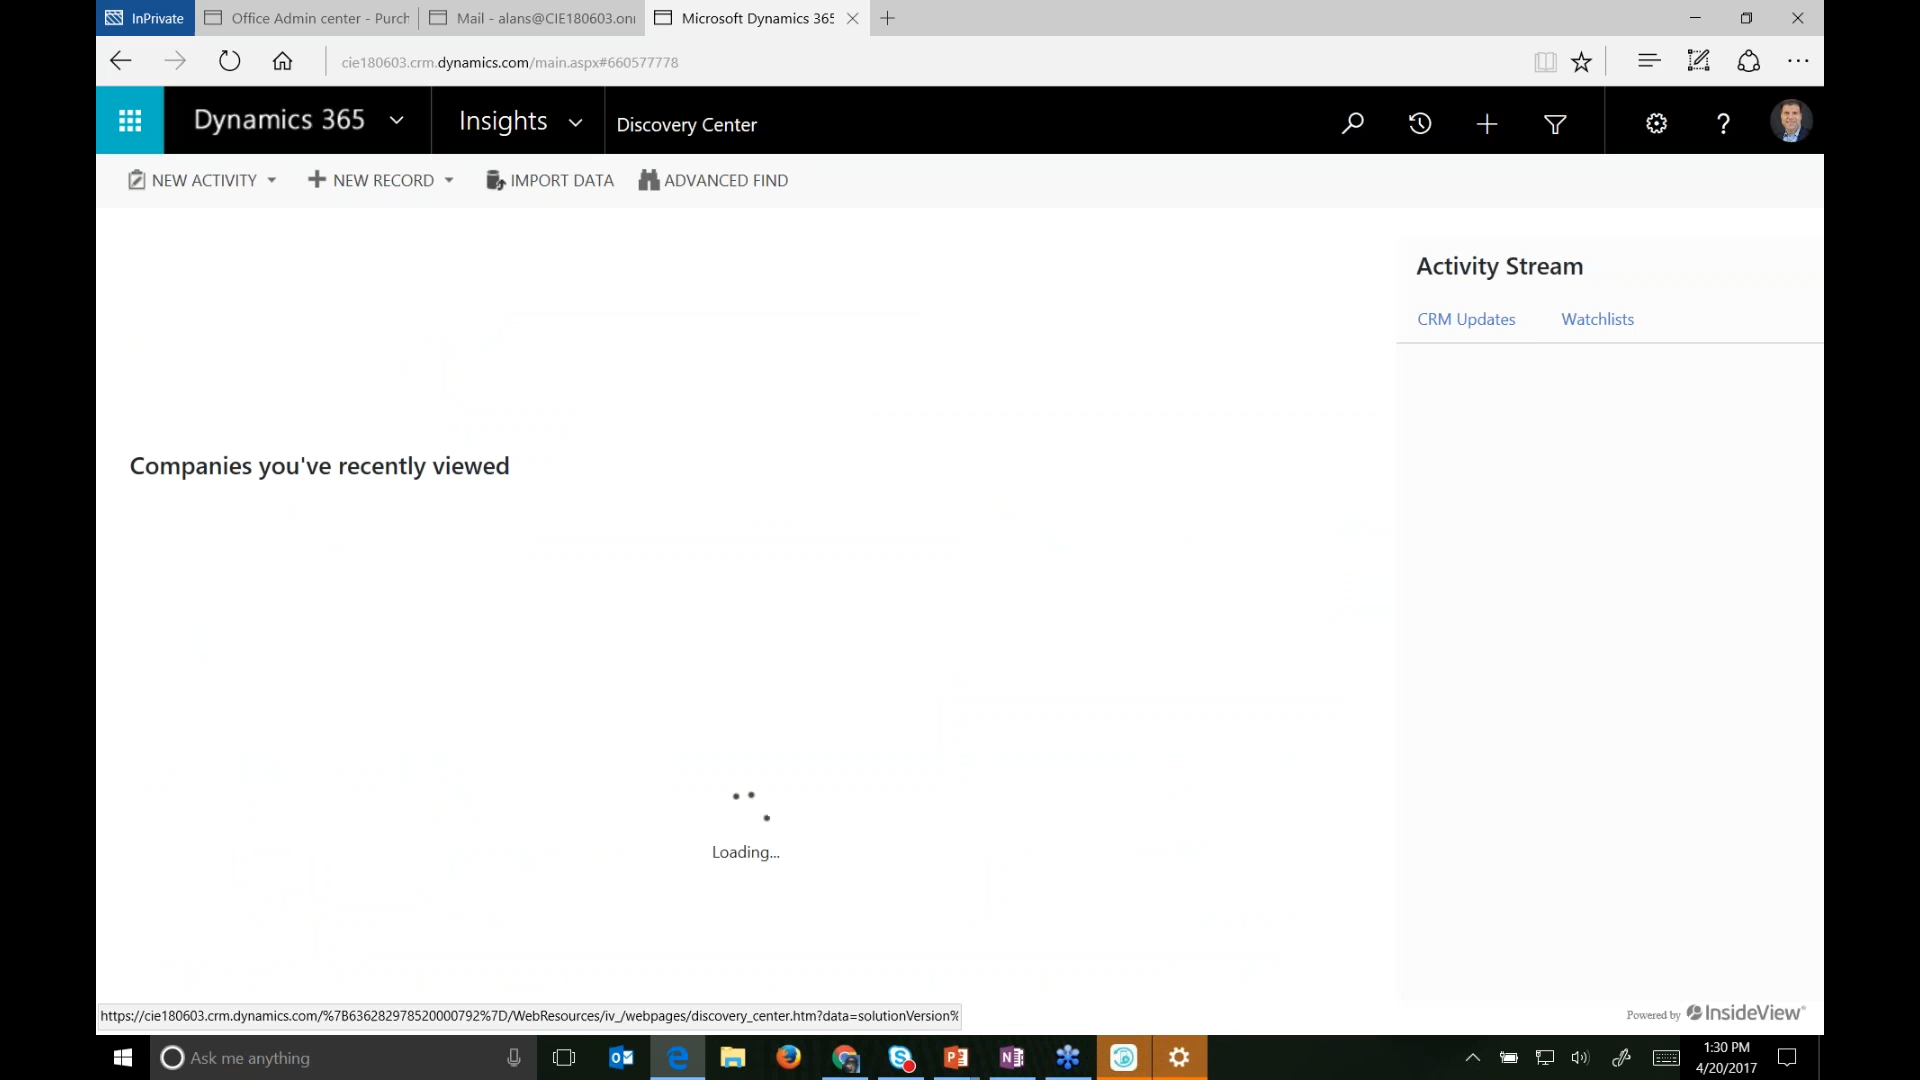 InPrivate
Office Admin center - Purch
Mail - alans@CIE180603.oni
Microsoft Dynamics 365
cie180603.crm.dynamics.com/main.aspx#660577778
Dynamics 365
Insights
Discovery Center
NEW ACTIVITY
NEW RECORD
IMPORT DATA
ADVANCED FIND
Activity Stream
CRM Updates
Watchlists
Companies you've recently viewed
Loading...
https://cie180603.crm.dynamics.com/%7B636282978520000792%7D/WebResources/iv_/webpages/discovery_center.htm?data=solutionVersion%
Powered by InsideView
Ask me anything
1:30 PM
4/20/2017